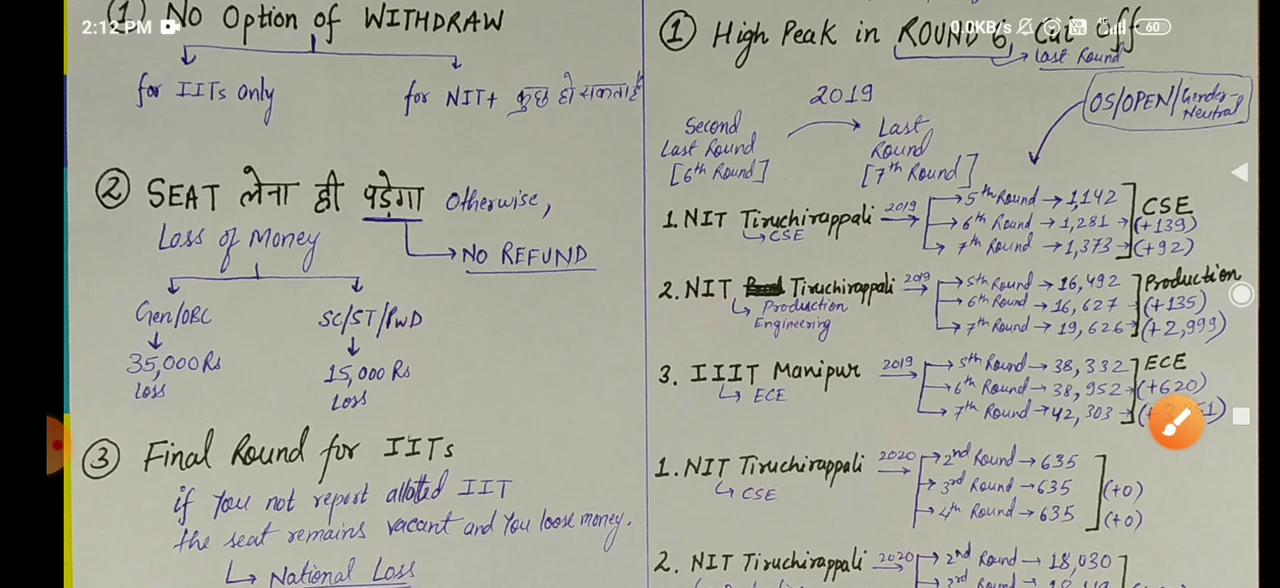 2:12 PM
(1) No Option of WITHDRAW
for IITs only
for NIT+ कुछ हो सकता है
② SEAT लेना ही पड़ेगा Otherwise,
Loss of Money
NO REFUND
Gen/OBC
SC/ST/PwD
35,000 Rs
Loss
15,000 Rs
Loss
③ Final Round for IITs
if You not report allotted IIT
the seat remains vacant and You loose money.
National Loss
0.0KB/s
60
① High Peak in ROUND 6, Cut Off
Last Round
2019
OS/OPEN/Gender-
Neutral
Second
Last Round
[6th Round]
Last
Round
[7th Round]
1. NIT Tiruchirappali 2019
CSE
5th Round → 1,142
6th Round → 1,281
7th Round → 1,373
CSE
(+139)
(+92)
2. NIT Tiruchirappali 2019
Production
Engineering
5th Round → 16,492
6th Round → 16,627
7th Round → 19,626
Production
(+135)
(+2,999)
3. IIIT Manipur 2019
ECE
5th Round → 38,332
6th Round → 38,952
7th Round → 42,303
ECE
(+620)
1. NIT Tiruchirappali 2020
CSE
2nd Round → 635
3rd Round → 635
4th Round → 635
(+0)
(+0)
2. NIT Tiruchirappali 2020
2nd Round → 18,030